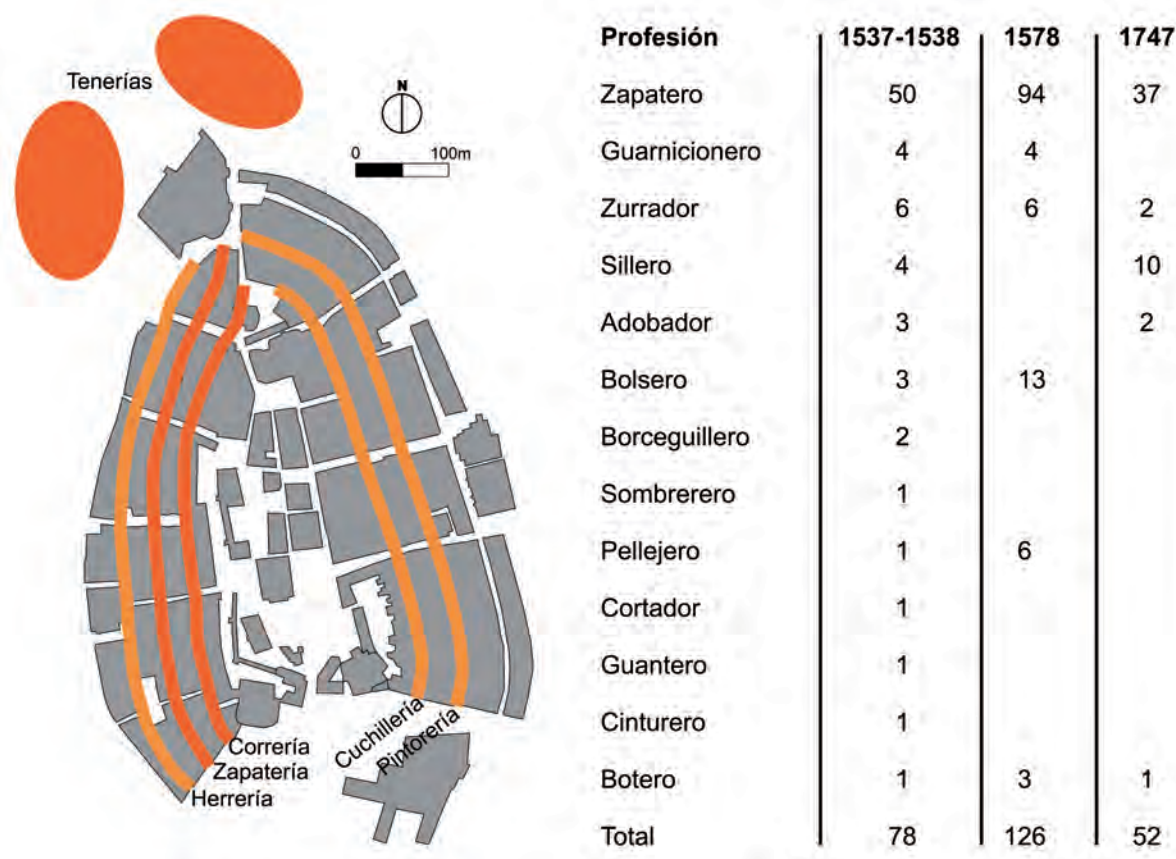 Tenerías
N
0 100m
Correría
Zapatería
Herrería
Cuchillería
Pintorería
Profesión 1537-1538 1578 1747
Zapatero 50 94 37
Guarnicionero 4 4
Zurrador 6 6 2
Sillero 4 10
Adobador 3 2
Bolsero 3 13
Borceguillero 2
Sombrerero 1
Pellejero 1 6
Cortador 1
Guantero 1
Cinturero 1
Botero 1 3 1
Total 78 126 52